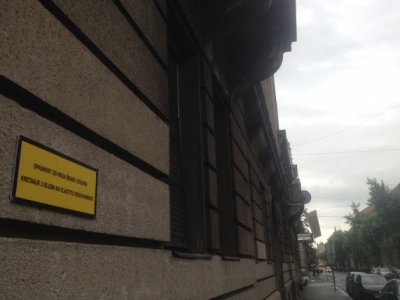 OPASNOST OD PADA ŽBUKE I CRIJEPA
KRETANJE U BLIZINI NA VLASTITU ODGOVORNOST